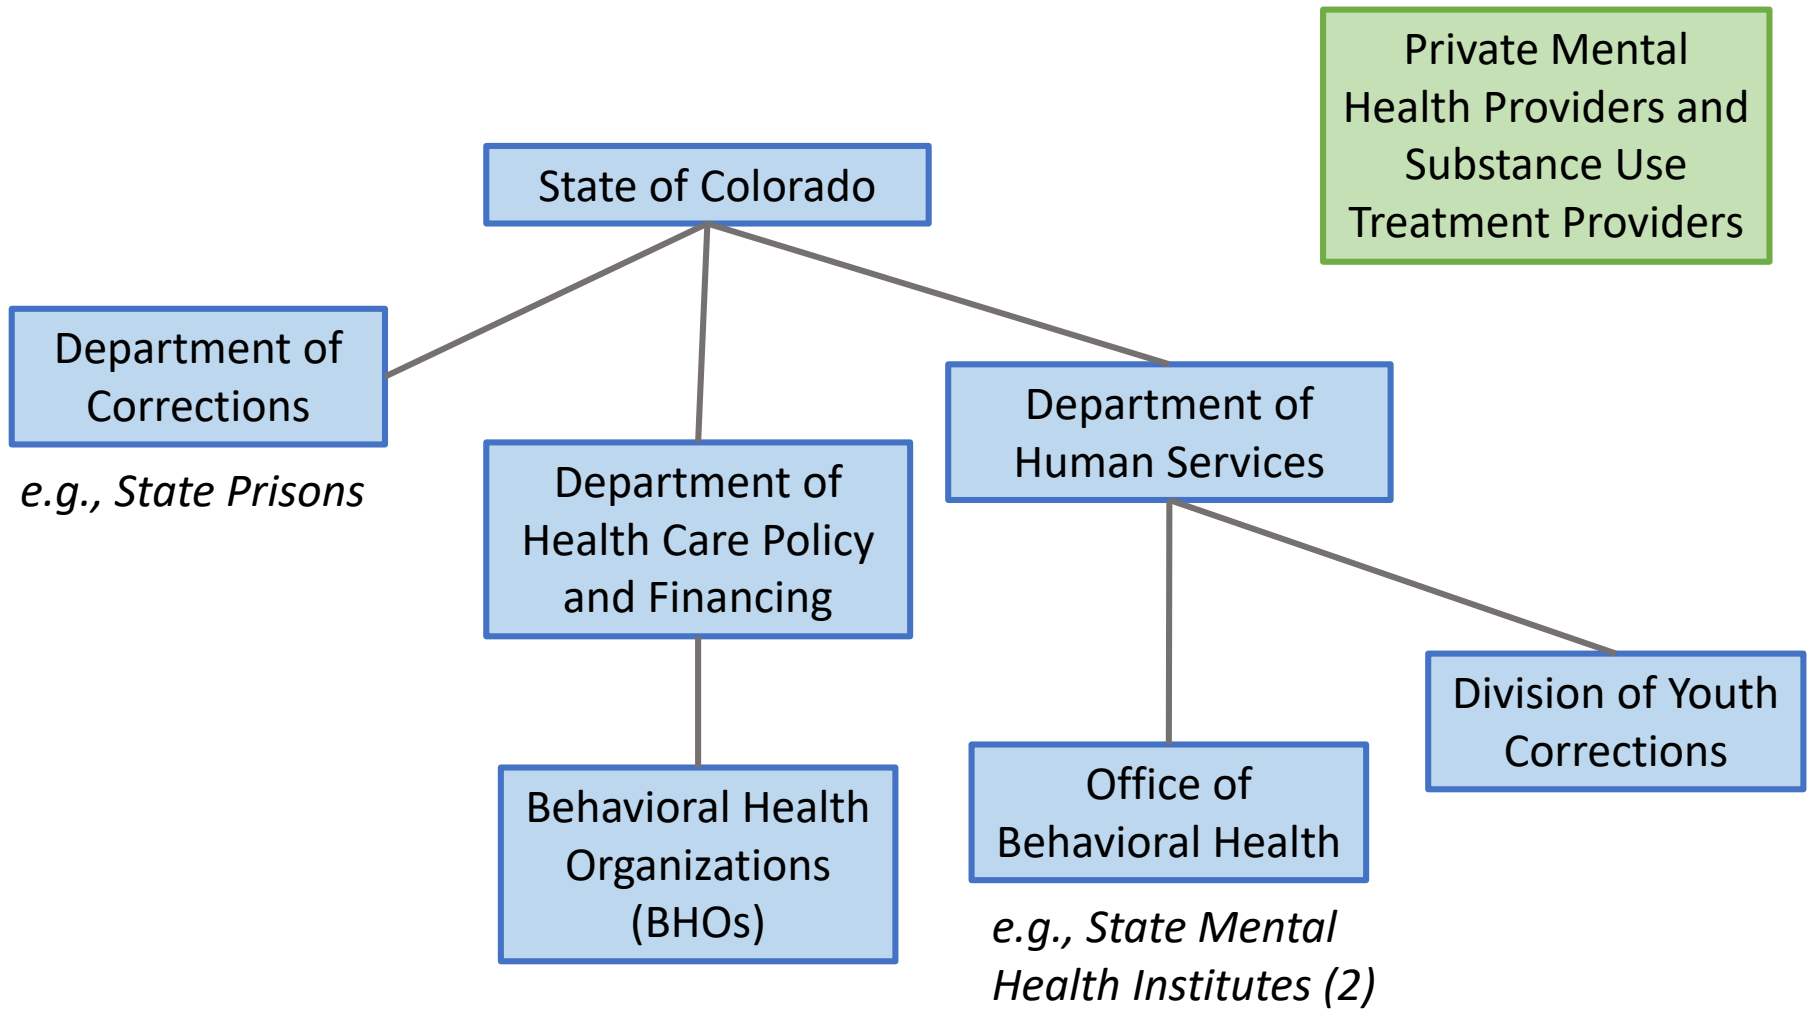 Private Mental
Health Providers and
Substance Use
Treatment Providers
State of Colorado
Department of
Corrections
e.g., State Prisons
Department of
Health Care Policy
and Financing
Department of
Human Services
Behavioral Health
Organizations
(BHOs)
Office of
Behavioral Health
e.g., State Mental
Health Institutes (2)
Division of Youth
Corrections